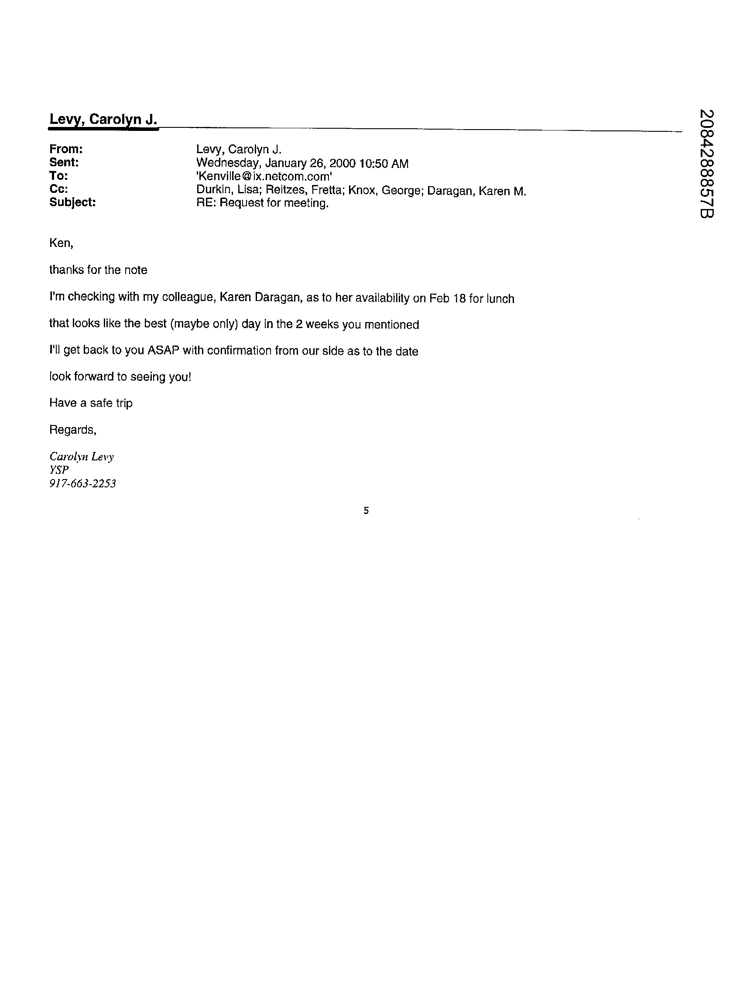 Levy, Carolyn J.
From: Levy, Carolyn J.
Sent: Wednesday, January 26, 2000 10:50 AM
To: 'Kenville@ix.netcom.com'
Cc: Durkin, Lisa; Reitzes, Fretta; Knox, George; Daragan, Karen M.
Subject: RE: Request for meeting.
Ken,
thanks for the note
I'm checking with my colleague, Karen Daragan, as to her availability on Feb 18 for lunch
that looks like the best (maybe only) day in the 2 weeks you mentioned
I'll get back to you ASAP with confirmation from our side as to the date
look forward to seeing you!
Have a safe trip
Regards,
Carolyn Levy
YSP
917-663-2253
5
2084288857B